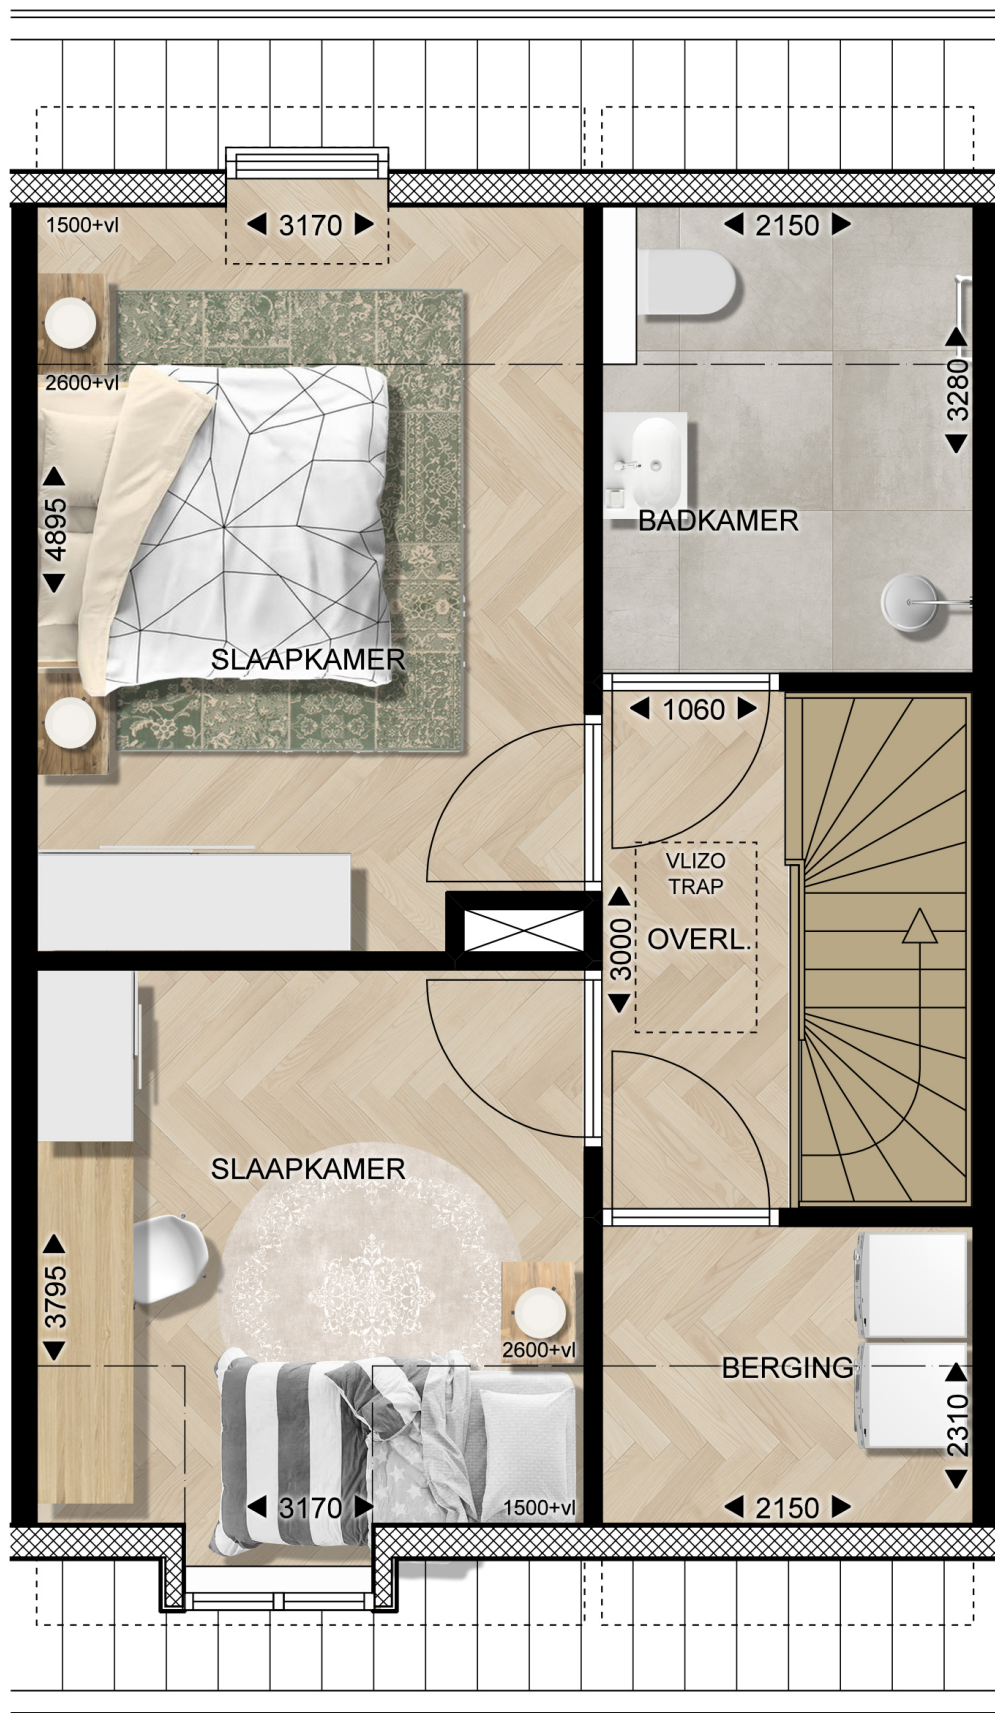 1500+vl
3170
2150
2600+vl
3280
4895
BADKAMER
SLAAPKAMER
1060
VLIZO
TRAP
3000
OVERL.
SLAAPKAMER
3795
2600+vl
BERGING
2310
3170
1500+vl
2150